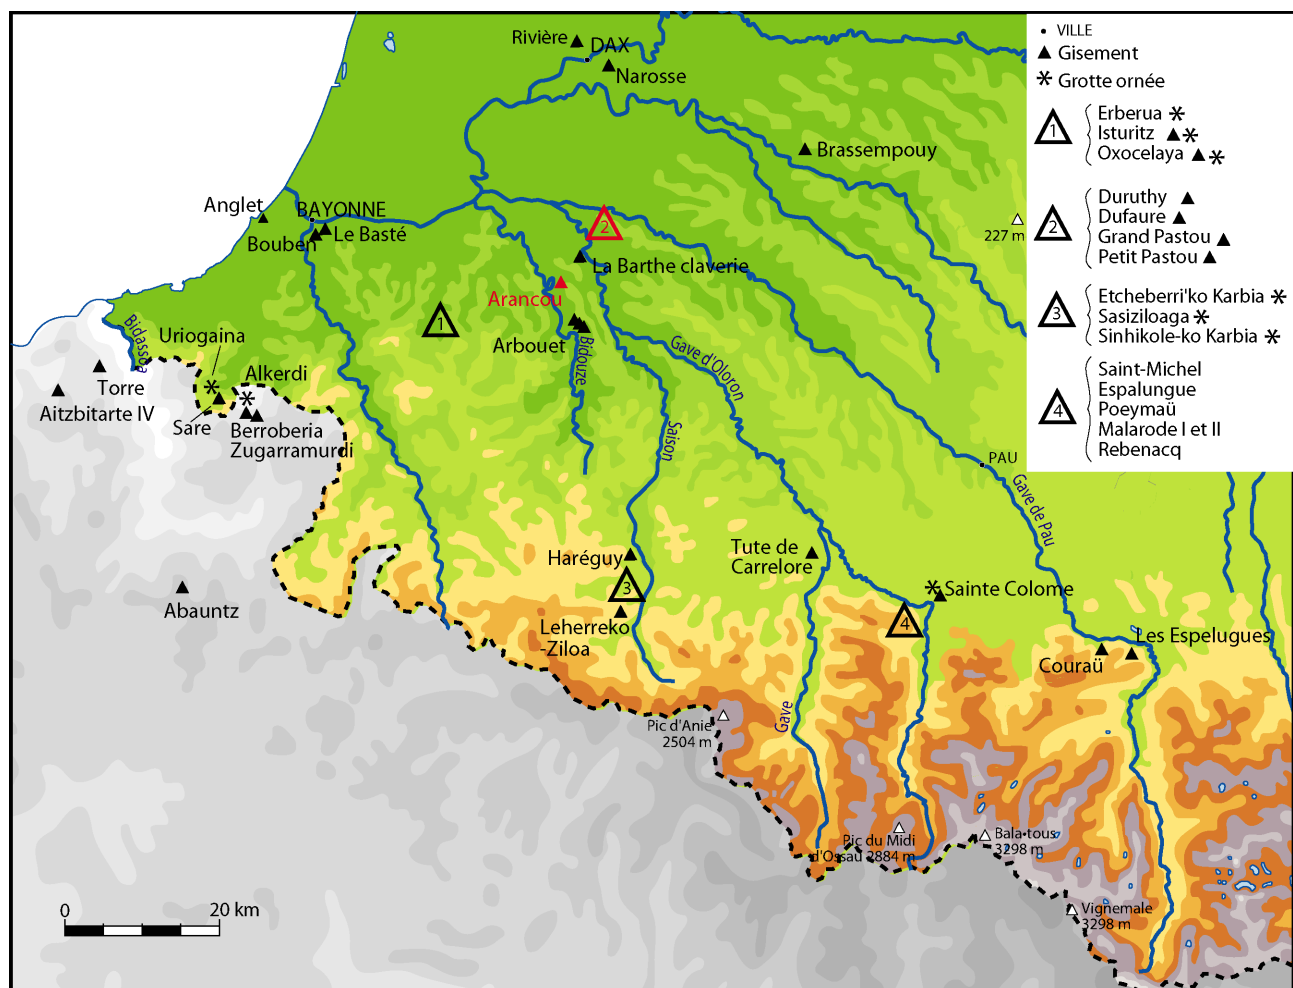 Rivière
DAX
Narosse
Brassempouy
Anglet
BAYONNE
Bouben
Le Basté
2
La Barthe claverie
227 m
Arancou
1
Arbouet
Bidouze
Gave d'Oloron
Bidassoa
Uriogaina
Alkerdi
Torre
Aitzbitarte IV
Sare
Berroberia
Zugarramurdi
Saison
PAU
Gave de Pau
Haréguy
Tute de
Carrelore
3
Abauntz
Leherreko
-Ziloa
Sainte Colome
4
Les Espelugues
Couraü
Gave
Pic d'Anie
2504 m
Pic du Midi
d'Ossau 2884 m
Bala•tous
3298 m
Vignemale
3298 m
0
20 km
VILLE
Gisement
Grotte ornée
1
Erberua
Isturitz
Oxocelaya
2
Duruthy
Dufaure
Grand Pastou
Petit Pastou
3
Etcheberri'ko Karbia
Sasiziloaga
Sinhikole-ko Karbia
4
Saint-Michel
Espalungue
Poeymaü
Malarode I et II
Rebenacq